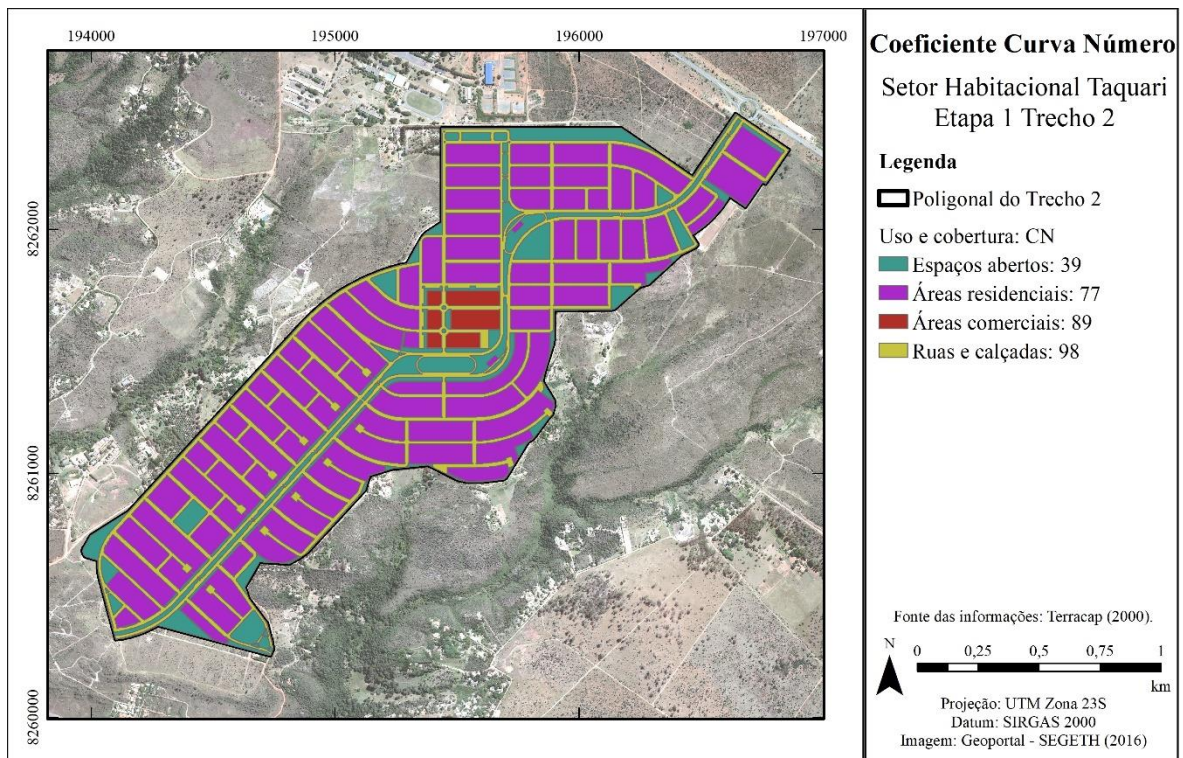 194000
195000
196000
197000
8262000
8261000
8260000
Coeficiente Curva Número
Setor Habitacional Taquari
Etapa 1 Trecho 2
Legenda
Poligonal do Trecho 2
Uso e cobertura: CN
Espaços abertos: 39
Áreas residenciais: 77
Áreas comerciais: 89
Ruas e calçadas: 98
Fonte das informações: Terracap (2000).
N
0 0,25 0,5 0,75 1
km
Projeção: UTM Zona 23S
Datum: SIRGAS 2000
Imagem: Geoportal - SEGETH (2016)